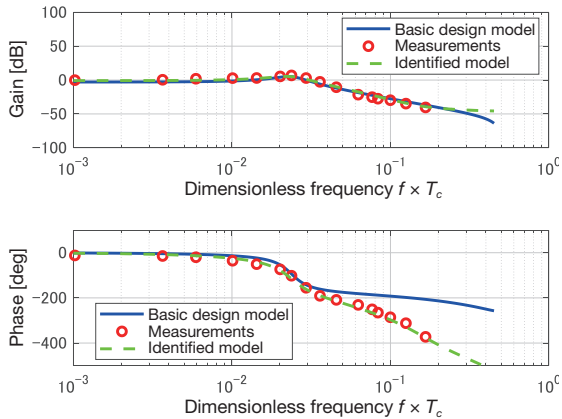 100
50
0
-50
-100
Gain [dB]
Basic design model
Measurements
Identified model
10⁻³
10⁻²
10⁻¹
10⁰
Dimensionless frequency f × T_c
0
-200
-400
Phase [deg]
Basic design model
Measurements
Identified model
10⁻³
10⁻²
10⁻¹
10⁰
Dimensionless frequency f × T_c